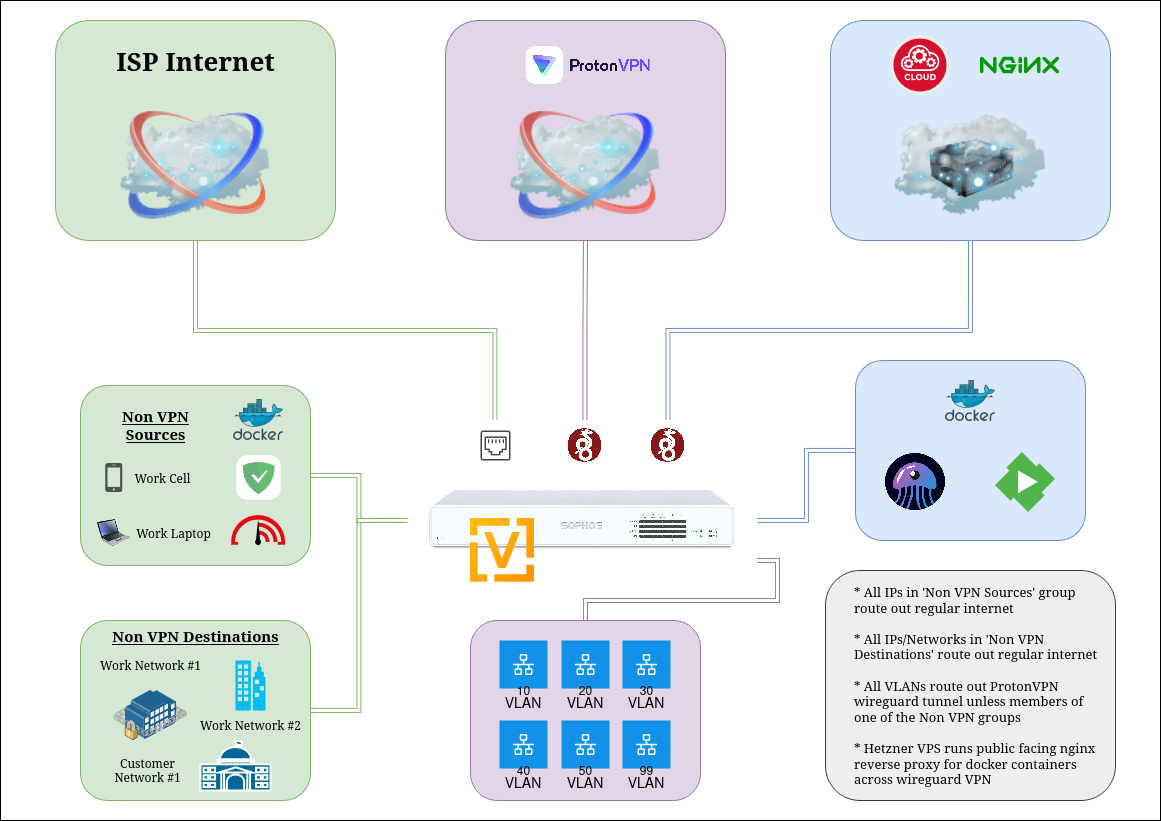 ISP Internet
ProtonVPN
CLOUD
NGINX
Non VPN
Sources
docker
Work Cell
Work Laptop
docker
SOPHOS
V
Non VPN Destinations
Work Network #1
Work Network #2
Customer
Network #1
10
VLAN
20
VLAN
30
VLAN
40
VLAN
50
VLAN
99
VLAN
* All IPs in 'Non VPN Sources' group
route out regular internet
* All IPs/Networks in 'Non VPN
Destinations' route out regular internet
* All VLANs route out ProtonVPN
wireguard tunnel unless members of
one of the Non VPN groups
* Hetzner VPS runs public facing nginx
reverse proxy for docker containers
across wireguard VPN